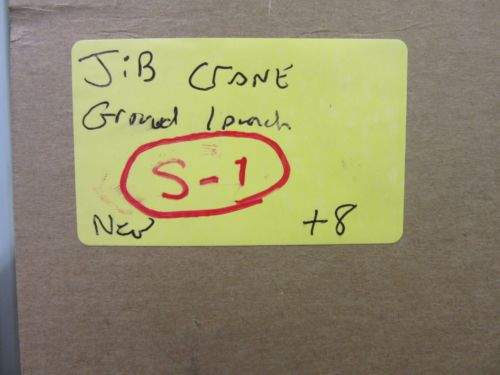 JiB CRANE
Ground
S-1
New +8